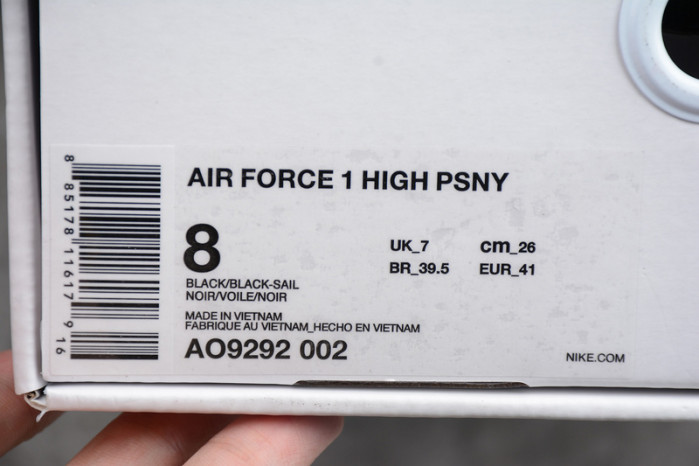 8 85178 11617 9 16
AIR FORCE 1 HIGH PSNY
8
UK_7 cm_26
BR_39.5 EUR_41
BLACK/BLACK-SAIL
NOIR/VOILE/NOIR
MADE IN VIETNAM
FABRIQUE AU VIETNAM_HECHO EN VIETNAM
AO9292 002
NIKE.COM